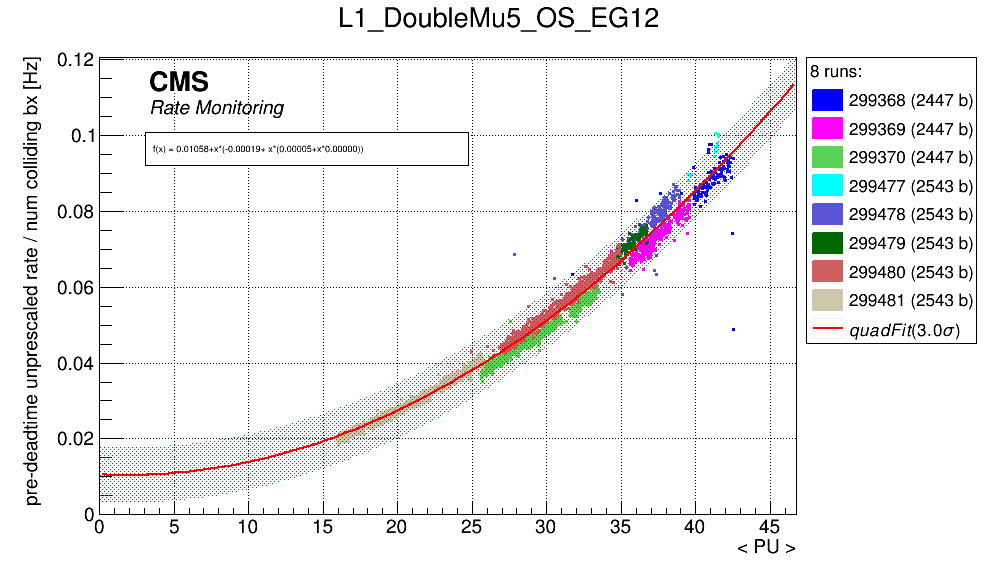 L1_DoubleMu5_OS_EG12
pre-deadtime unprescaled rate / num colliding bx [Hz]
0.12
0.1
0.08
0.06
0.04
0.02
0
CMS
Rate Monitoring
f(x) = 0.01058+x*(-0.00019+ x*(0.00005+x*0.00000))
0 5 10 15 20 25 30 35 40 45
< PU >
8 runs:
299368 (2447 b)
299369 (2447 b)
299370 (2447 b)
299477 (2543 b)
299478 (2543 b)
299479 (2543 b)
299480 (2543 b)
299481 (2543 b)
quadFit(3.0σ)